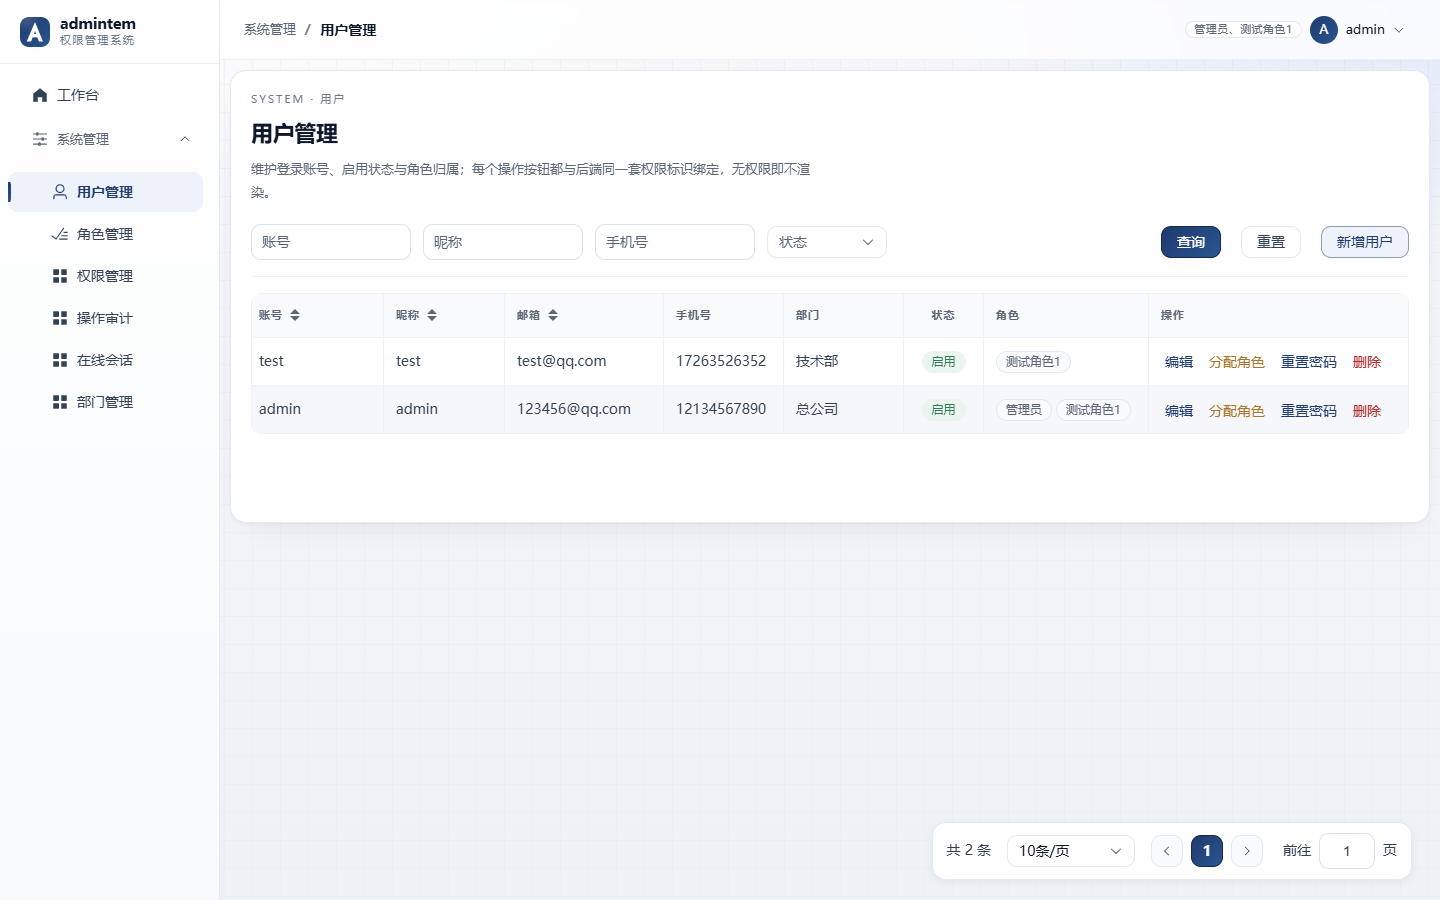 admintem
权限管理系统
工作台
系统管理
用户管理
角色管理
权限管理
操作审计
在线会话
部门管理
系统管理 / 用户管理
管理员、测试角色1 A admin
SYSTEM · 用户
用户管理
维护登录账号、启用状态与角色归属；每个操作按钮都与后端同一套权限标识绑定，无权限即不渲
染。
账号 昵称 手机号 状态 查询 重置 新增用户
账号 昵称 邮箱 手机号 部门 状态 角色 操作
test test test@qq.com 17263526352 技术部 启用 测试角色1 编辑 分配角色 重置密码 删除
admin admin 123456@qq.com 12134567890 总公司 启用 管理员 测试角色1 编辑 分配角色 重置密码 删除
共 2 条 10条/页 1 前往 1 页